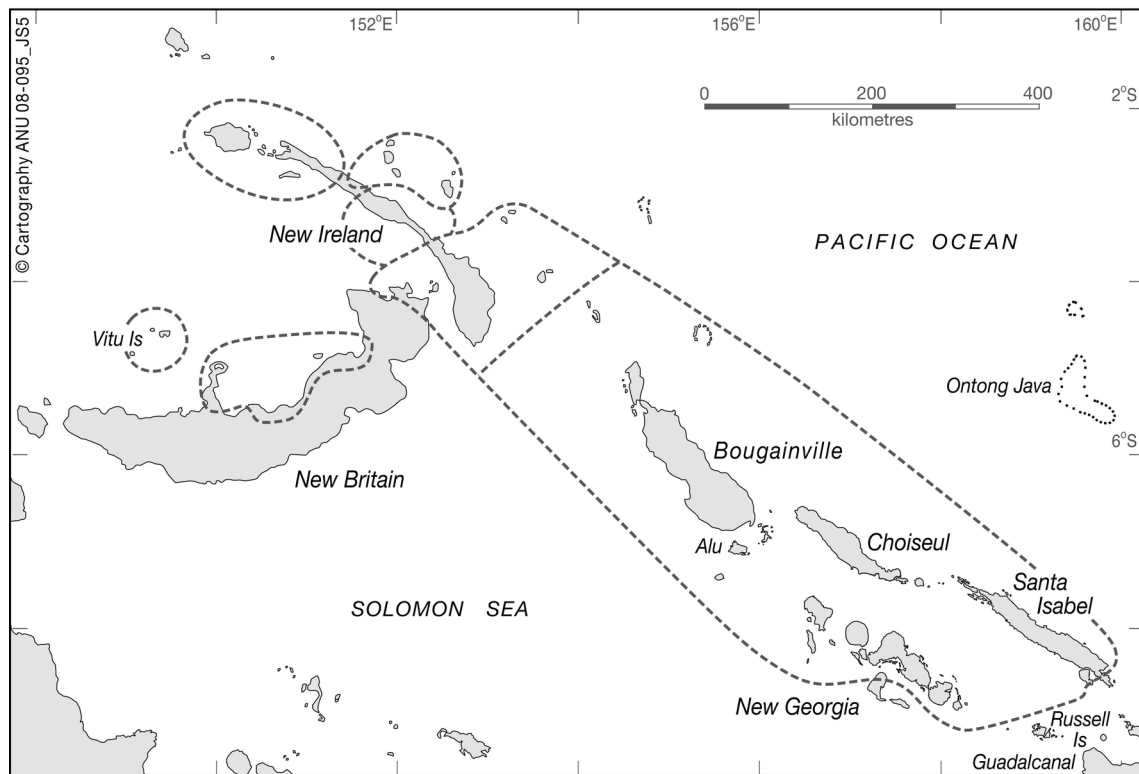 © Cartography ANU 08-095_JS5
152°E
156°E
160°E
0
200
400
kilometres
2°S
New Ireland
PACIFIC OCEAN
Vitu Is
Ontong Java
6°S
Bougainville
New Britain
Alu
Choiseul
Santa
Isabel
SOLOMON SEA
New Georgia
Russell
Is
Guadalcanal